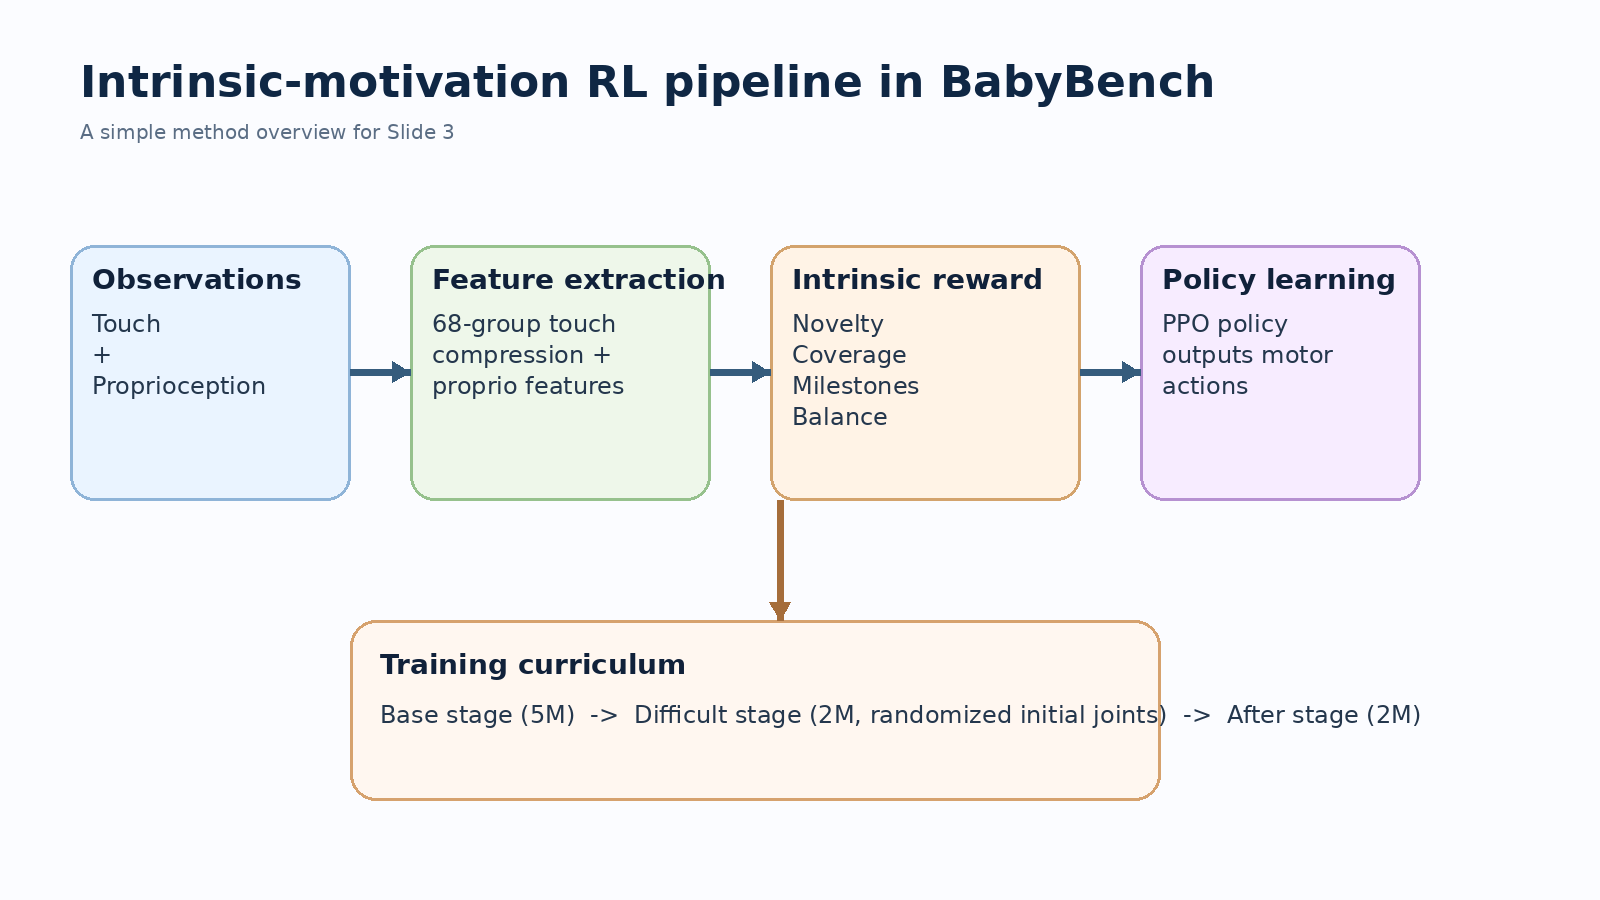 Intrinsic-motivation RL pipeline in BabyBench
A simple method overview for Slide 3
Observations
Touch
+
Proprioception
Feature extraction
68-group touch
compression +
proprio features
Intrinsic reward
Novelty
Coverage
Milestones
Balance
Policy learning
PPO policy
outputs motor
actions
Training curriculum
Base stage (5M)  ->  Difficult stage (2M, randomized initial joints)  ->  After stage (2M)